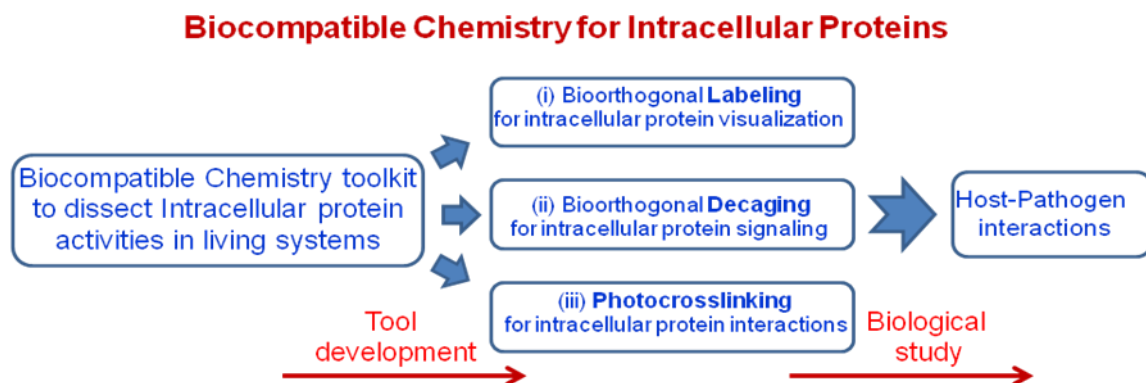 Biocompatible Chemistry for Intracellular Proteins
Biocompatible Chemistry toolkit
to dissect Intracellular protein
activities in living systems
(i) Bioorthogonal Labeling
for intracellular protein visualization
(ii) Bioorthogonal Decaging
for intracellular protein signaling
(iii) Photocrosslinking
for intracellular protein interactions
Host-Pathogen
interactions
Tool
development
Biological
study